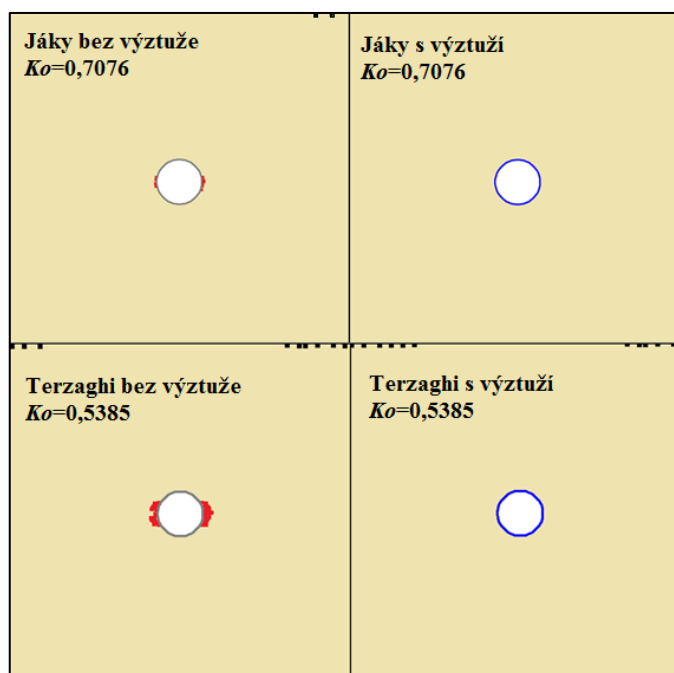 Jáky bez výztuže
Ko=0,7076
Jáky s výztuží
Ko=0,7076
Terzaghi bez výztuže
Ko=0,5385
Terzaghi s výztuží
Ko=0,5385